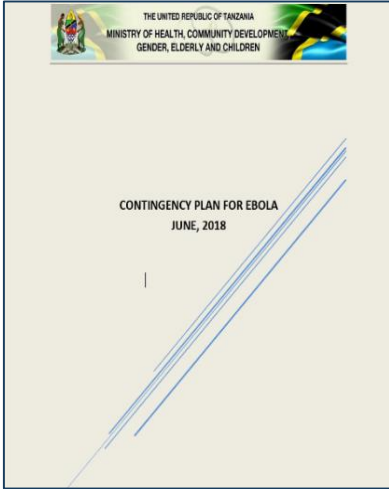 THE UNITED REPUBLIC OF TANZANIA
MINISTRY OF HEALTH, COMMUNITY DEVELOPMENT,
GENDER, ELDERLY AND CHILDREN
CONTINGENCY PLAN FOR EBOLA
JUNE, 2018